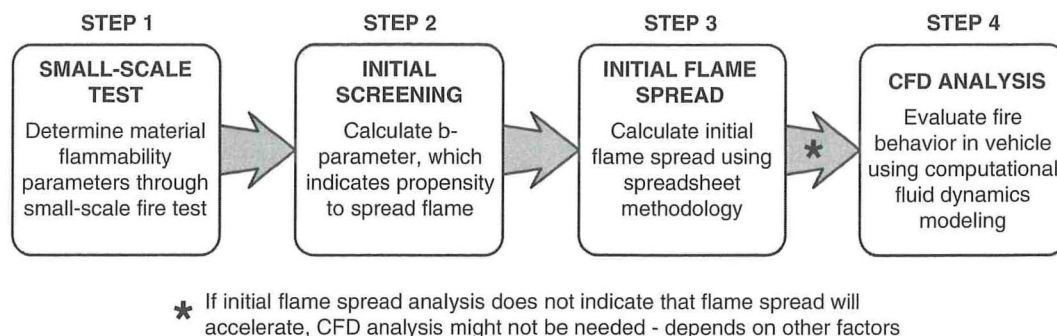 STEP 1
SMALL-SCALE
TEST
Determine material
flammability
parameters through
small-scale fire test
STEP 2
INITIAL
SCREENING
Calculate b-
parameter, which
indicates propensity
to spread flame
STEP 3
INITIAL FLAME
SPREAD
Calculate initial
flame spread using
spreadsheet
methodology
*
STEP 4
CFD ANALYSIS
Evaluate fire
behavior in vehicle
using computational
fluid dynamics
modeling
* If initial flame spread analysis does not indicate that flame spread will
accelerate, CFD analysis might not be needed - depends on other factors